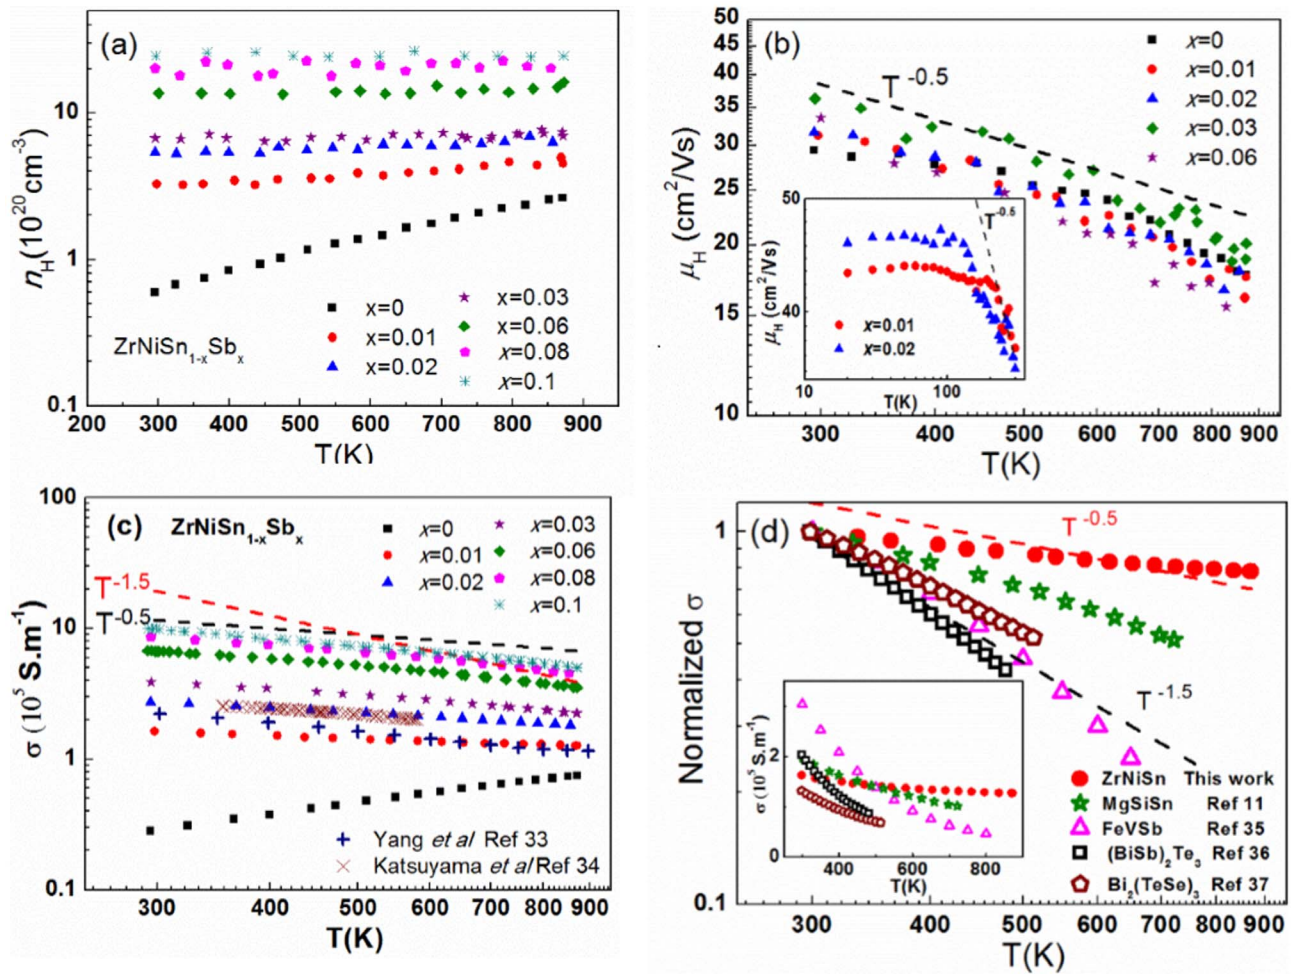 (a)
10
1
0.1
n_H(10^20 cm^-3)
x=0
x=0.01
x=0.02
x=0.03
x=0.06
x=0.08
x=0.1
ZrNiSn1-xSbx
200 300 400 500 600 700 800 900
T(K)
(b)
50
45
40
35
30
25
20
15
10
μ_H (cm²/Vs)
T^-0.5
x=0
x=0.01
x=0.02
x=0.03
x=0.06
50
40
μ_H (cm²/Vs)
T^-0.5
x=0.01
x=0.02
10 100
T(K)
300 400 500 600 700 800 900
T(K)
(c)
ZrNiSn1-xSbx
100
10
1
0.1
σ (10^5 S.m^-1)
x=0
x=0.01
x=0.02
x=0.03
x=0.06
x=0.08
x=0.1
T^-1.5
T^-0.5
Yang et al Ref 33
Katsuyama et al Ref 34
300 400 500 600 700 800 900
T(K)
(d)
1
0.1
Normalized σ
T^-0.5
T^-1.5
2
0
σ (10^5 S.m^-1)
400 600 800
T(K)
ZrNiSn This work
MgSiSn Ref 11
FeVSb Ref 35
(BiSb)2Te3 Ref 36
Bi2(TeSe)3 Ref 37
300 400 500 600 700 800 900
T(K)